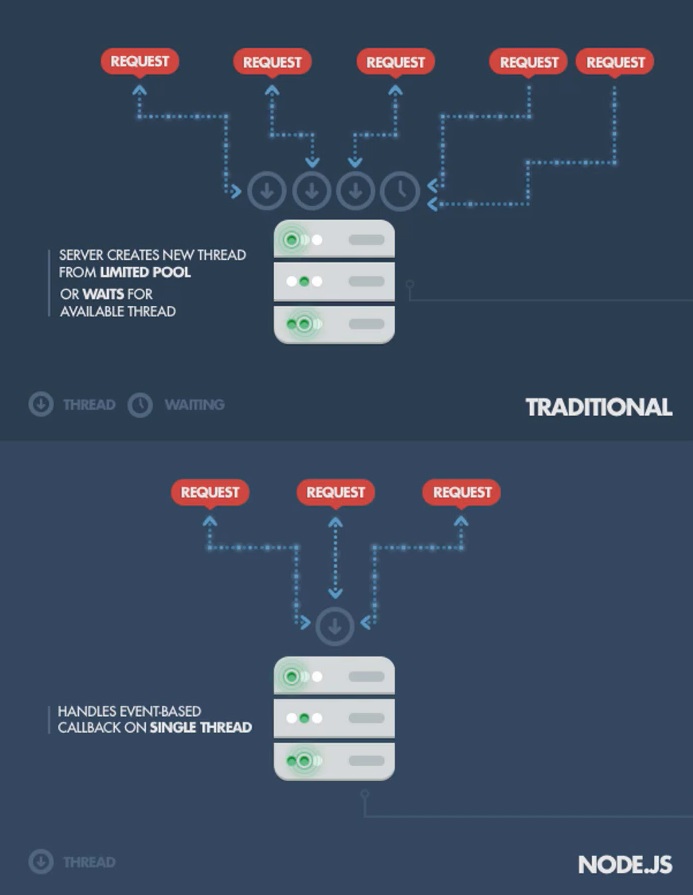 REQUEST
REQUEST
REQUEST
REQUEST
REQUEST
SERVER CREATES NEW THREAD
FROM LIMITED POOL
OR WAITS FOR
AVAILABLE THREAD
THREAD
WAITING
TRADITIONAL
REQUEST
REQUEST
REQUEST
HANDLES EVENT-BASED
CALLBACK ON SINGLE THREAD
THREAD
NODE.JS